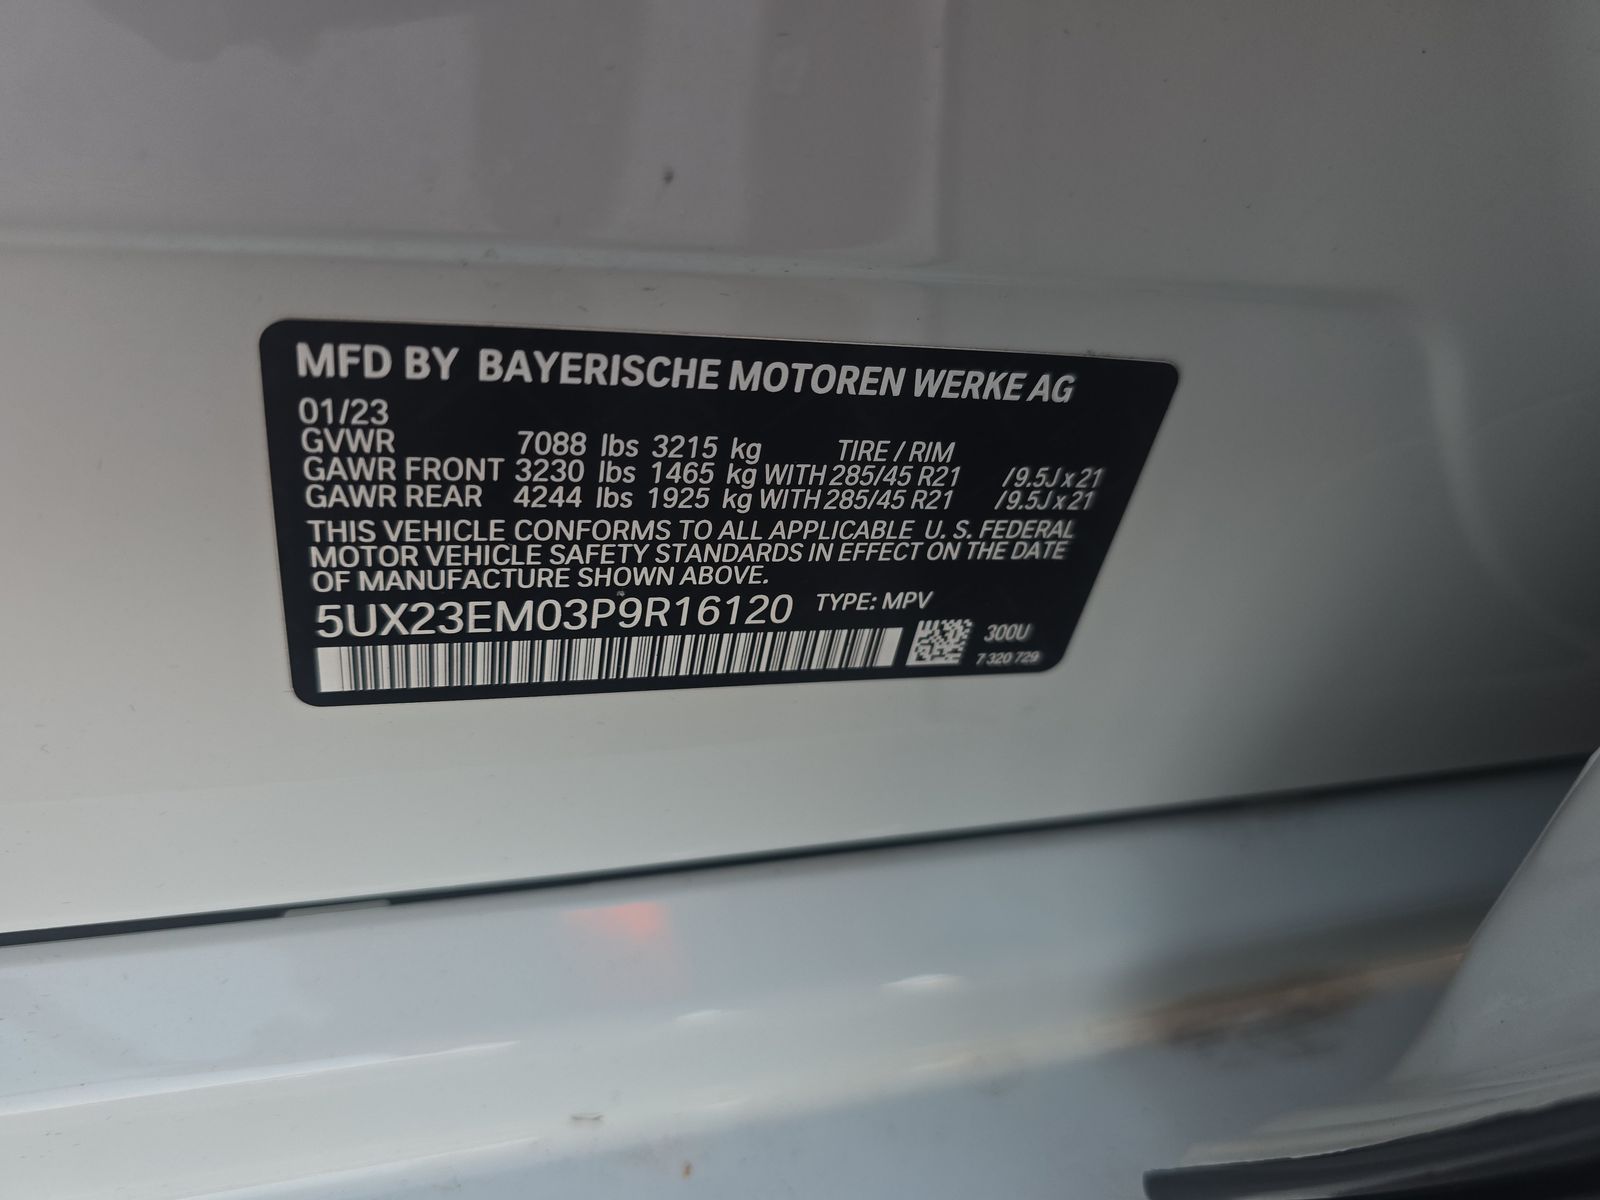 MFD BY BAYERISCHE MOTOREN WERKE AG
01/23
GVWR 7088 lbs 3215 kg TIRE / RIM
GAWR FRONT 3230 lbs 1465 kg WITH 285/45 R21 /9.5J x 21
GAWR REAR 4244 lbs 1925 kg WITH 285/45 R21 /9.5J x 21
THIS VEHICLE CONFORMS TO ALL APPLICABLE U. S. FEDERAL
MOTOR VEHICLE SAFETY STANDARDS IN EFFECT ON THE DATE
OF MANUFACTURE SHOWN ABOVE.
5UX23EM03P9R16120 TYPE: MPV
300U
7 320 729